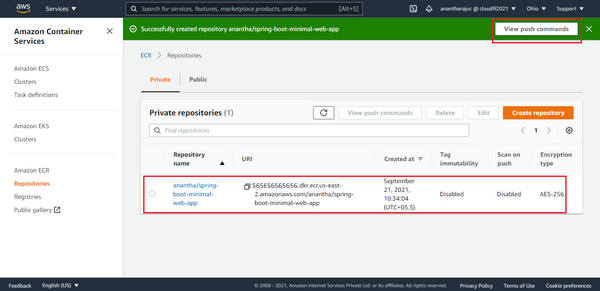 aws
Services
Search for services, features, marketplace products, and docs
[Alt+S]
anantharajuc @ cloudfl2021
Ohio
Support
Amazon Container
Services
Successfully created repository anantha/spring-boot-minimal-web-app
View push commands
Amazon ECS
Clusters
Task definitions
Amazon EKS
Clusters
Amazon ECR
Repositories
Registries
Public gallery
ECR
Repositories
Private
Public
Private repositories (1)
View push commands
Delete
Edit
Create repository
Find repositories
1
Repository
name
URI
Created at
Tag
immutability
Scan on
push
Encryption
type
anantha/spring-
boot-minimal-
web-app
565656565656.dkr.ecr.us-east-
2.amazonaws.com/anantha/spring-
boot-minimal-web-app
September
21, 2021,
10:34:04
(UTC+05.5)
Disabled
Disabled
AES-256
Feedback
English (US)
© 2008 - 2021, Amazon Internet Services Private Ltd. or its affiliates. All rights reserved.
Privacy Policy
Terms of Use
Cookie preferences